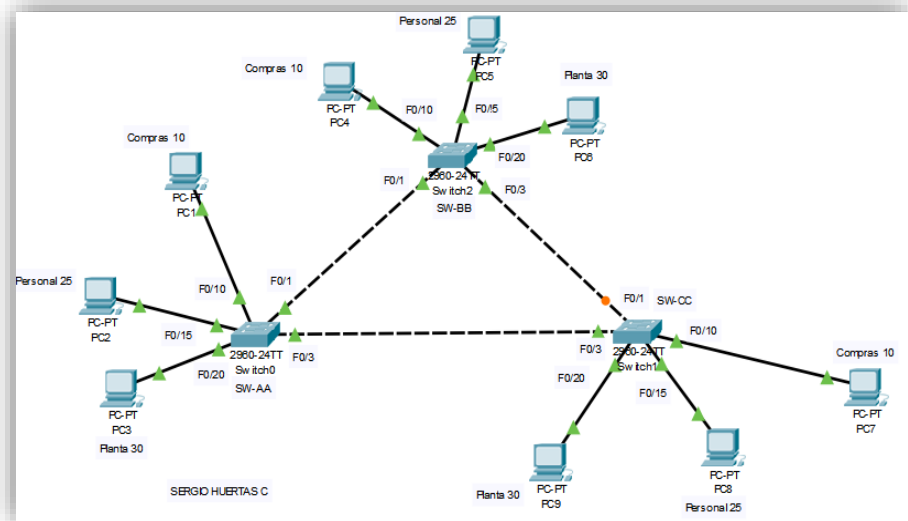 Personal 25
PC-PT
PC5
Compras 10
PC-PT
PC4
Planta 30
PC-PT
PC6
F0/10
F0/!5
F0/20
F0/1
2960-24TT
Switch2
SW-BB
F0/3
Compras 10
PC-PT
PC1
Personal 25
PC-PT
PC2
F0/10
F0/1
F0/15
F0/20
2960-24TT
Switch0
SW-AA
F0/3
PC-PT
PC3
Planta 30
F0/1
SW-CC
F0/3
F0/10
2960-24TT
Switch1
F0/20
F0/15
Compras 10
PC-PT
PC7
PC-PT
PC8
Personal 25
Planta 30
PC-PT
PC9
SERGIO HUERTAS C